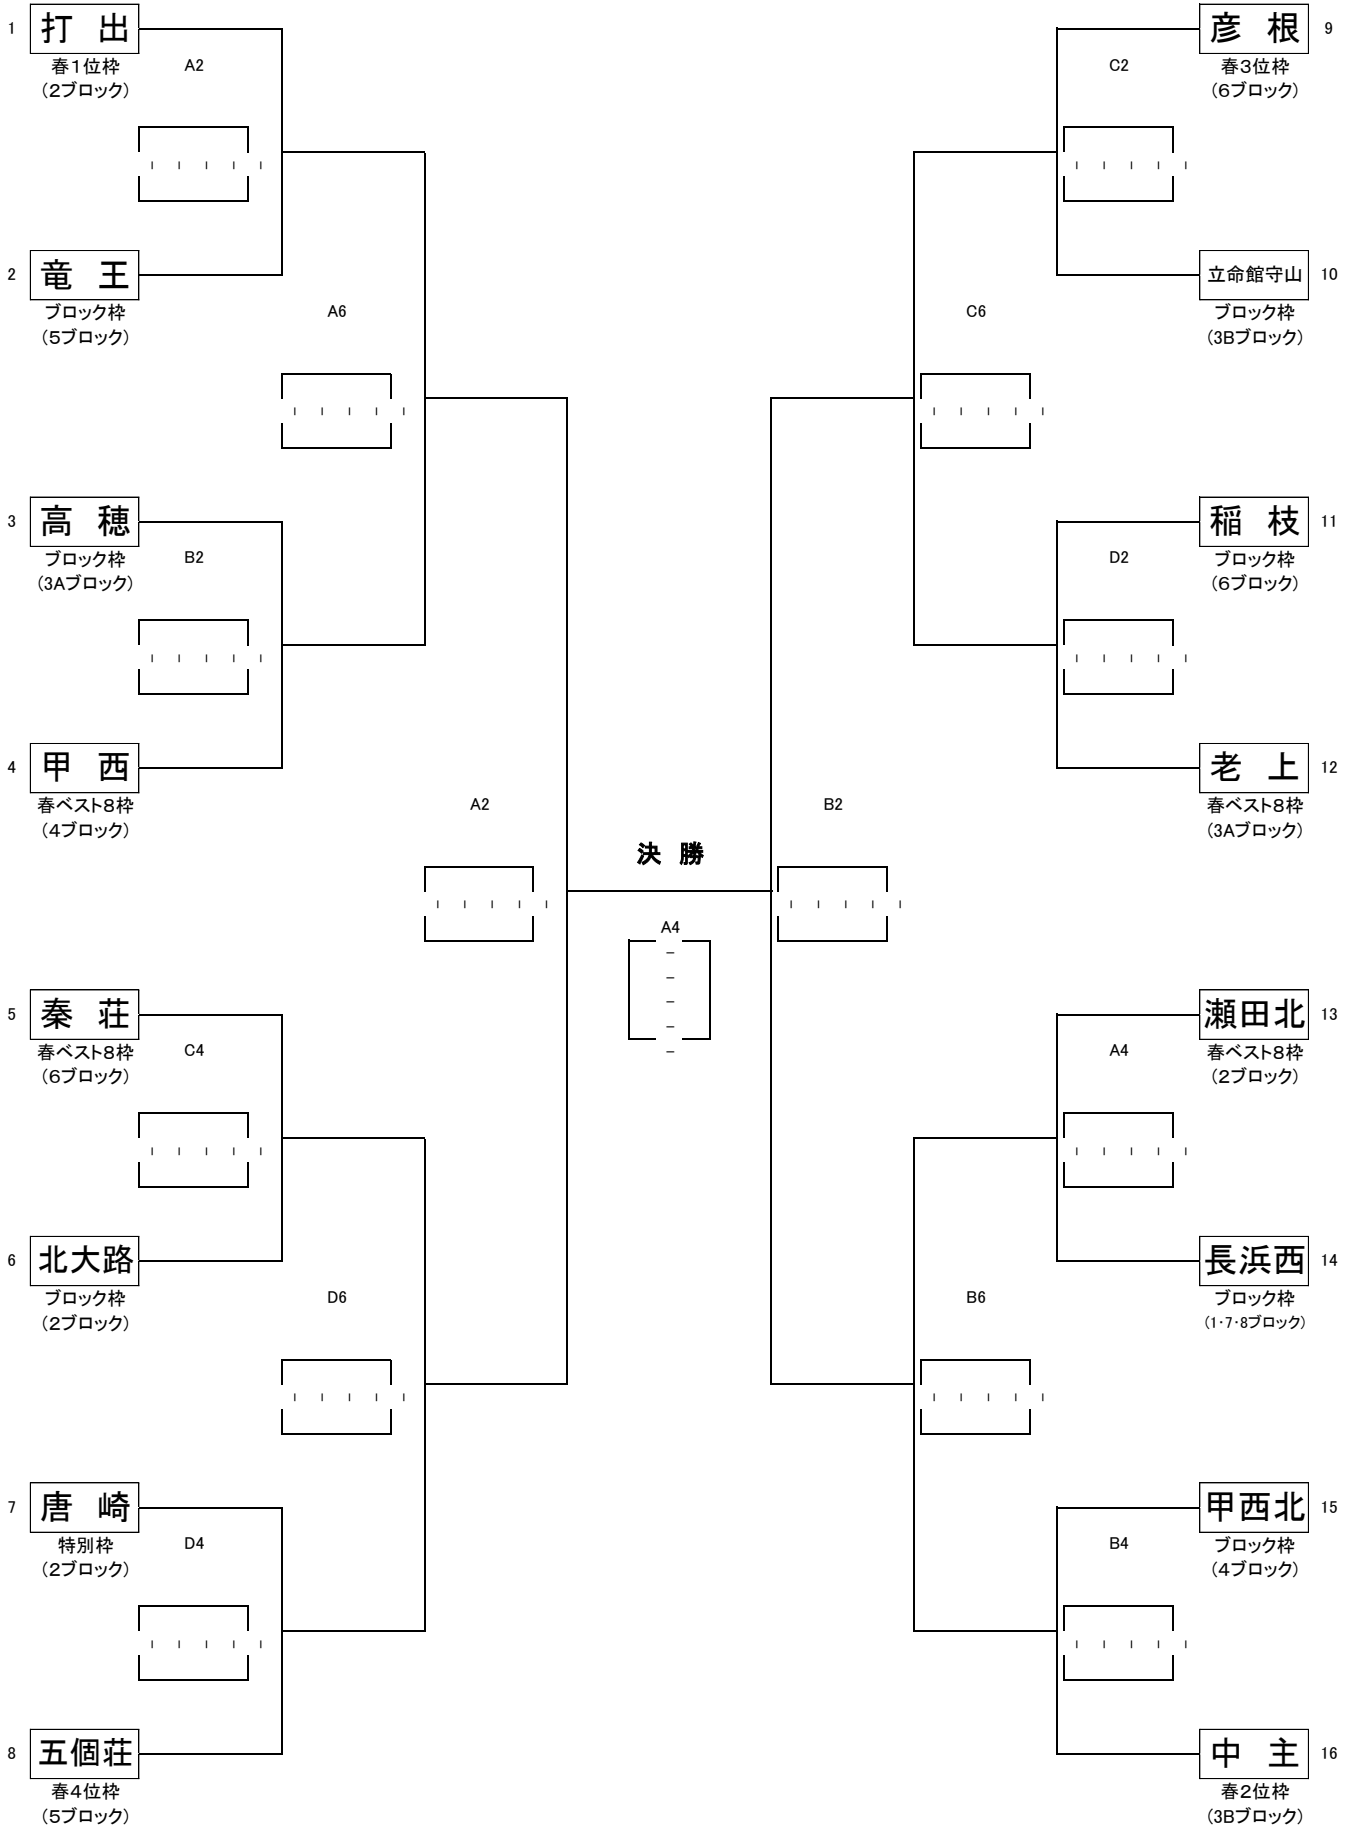 1 打 出
春1位枠
(2ブロック)
A2
2 竜 王
ブロック枠
(5ブロック)
A6
3 高 穂
ブロック枠
(3Aブロック)
B2
4 甲 西
春ベスト8枠
(4ブロック)
A2
5 秦 荘
春ベスト8枠
(6ブロック)
C4
6 北大路
ブロック枠
(2ブロック)
D6
7 唐 崎
特別枠
(2ブロック)
D4
8 五個荘
春4位枠
(5ブロック)
決 勝
A4
–
–
–
–
–
彦 根 9
春3位枠
(6ブロック)
C2
立命館守山 10
ブロック枠
(3Bブロック)
C6
稲 枝 11
ブロック枠
(6ブロック)
D2
老 上 12
春ベスト8枠
(3Aブロック)
B2
瀬田北 13
春ベスト8枠
(2ブロック)
A4
長浜西 14
ブロック枠
(1・7・8ブロック)
B6
甲西北 15
ブロック枠
(4ブロック)
B4
中 主 16
春2位枠
(3Bブロック)